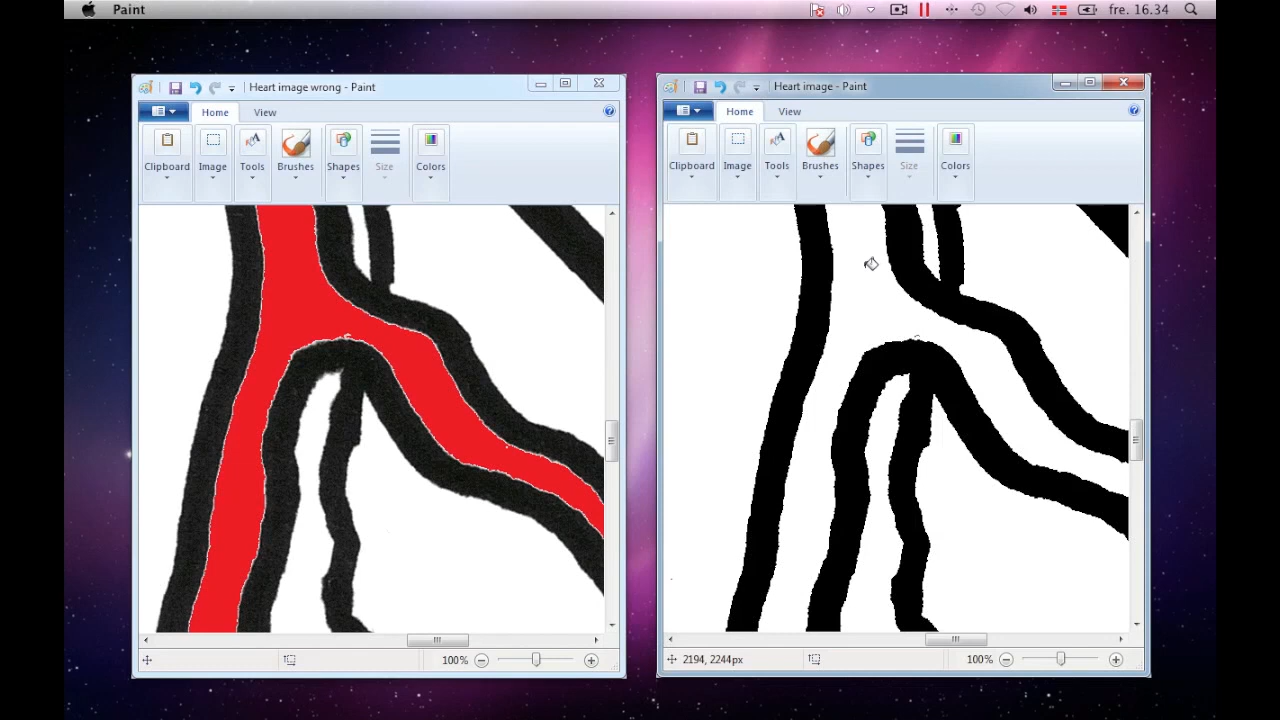 Paint
fre. 16.34
Heart image wrong - Paint
Home
View
Clipboard
Image
Tools
Brushes
Shapes
Size
Colors
100%
Heart image - Paint
Home
View
Clipboard
Image
Tools
Brushes
Shapes
Size
Colors
2194, 2244px
100%